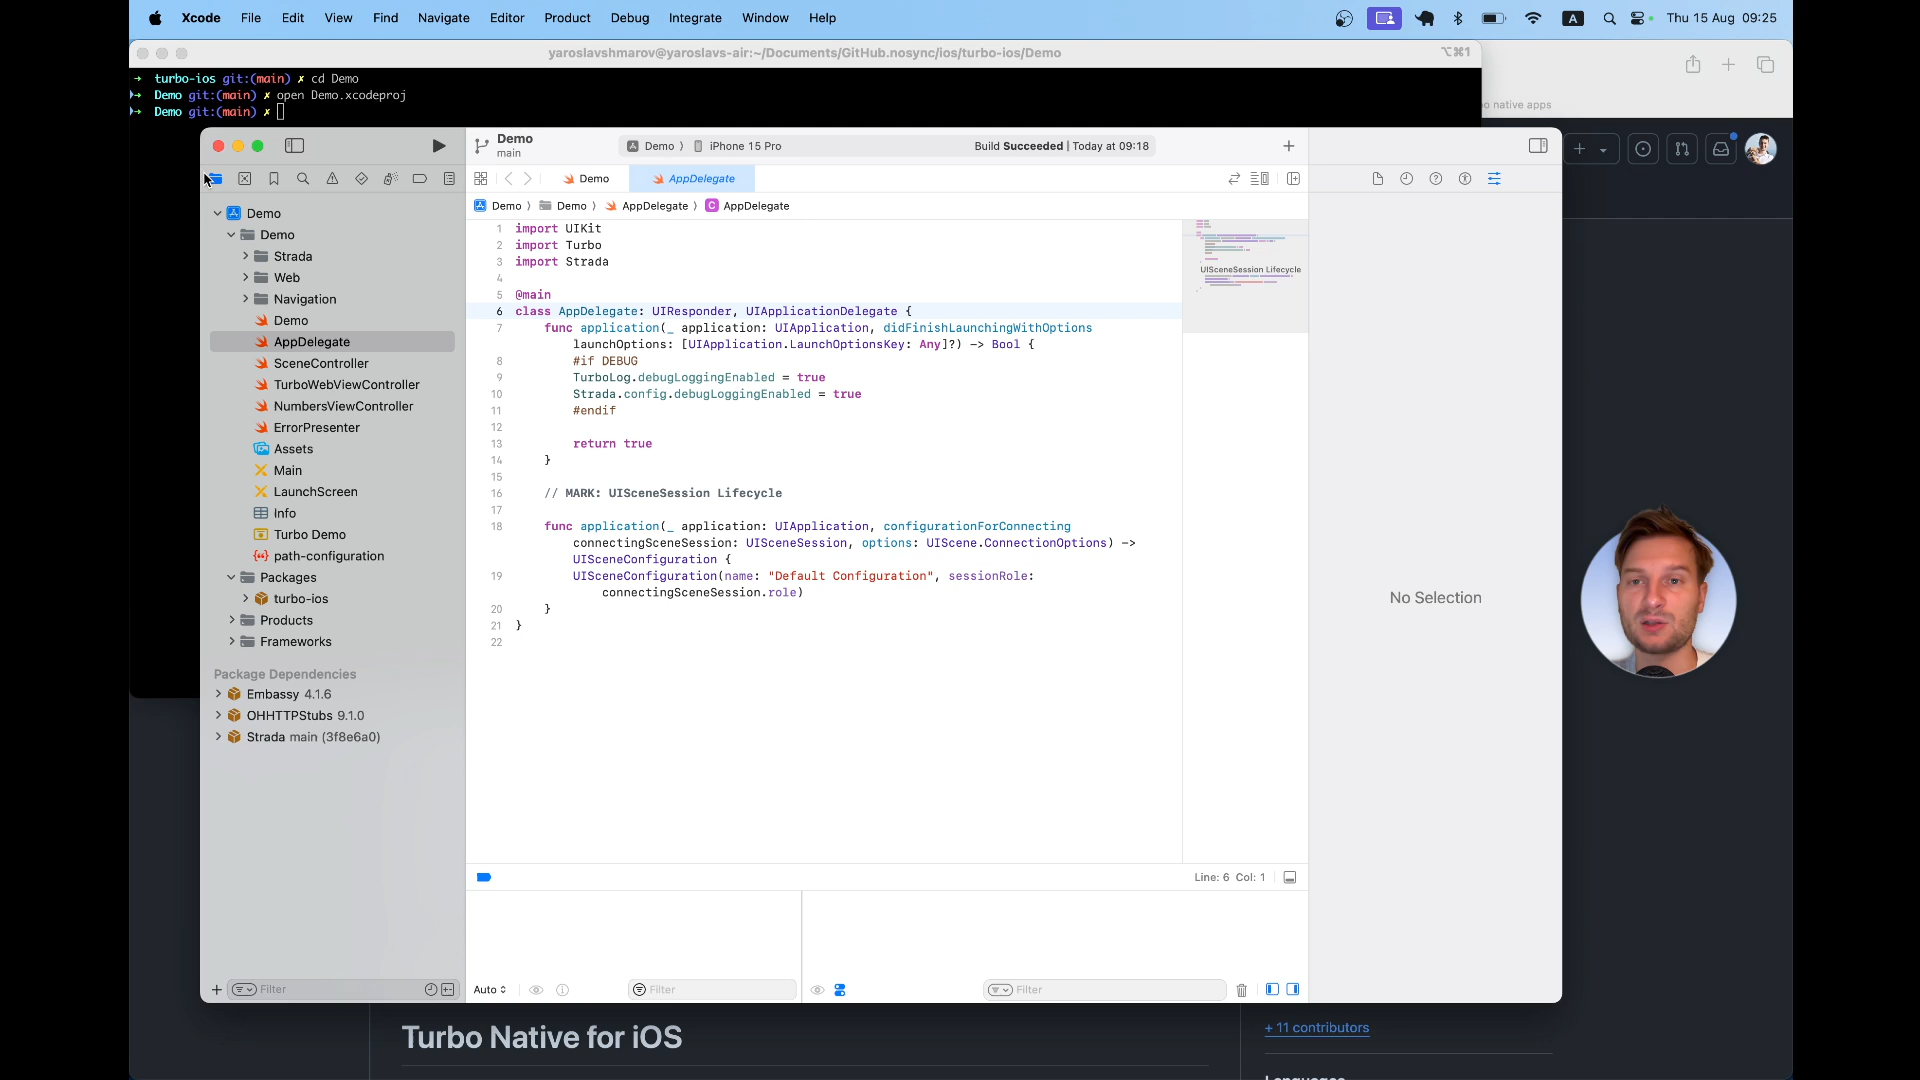 Xcode File Edit View Find Navigate Editor Product Debug Integrate Window Help
A
Thu 15 Aug 09:25
yaroslavshmarov@yaroslavs-air:~/Documents/GitHub.nosync/ios/turbo-ios/Demo
⌥⌘1
➜ turbo-ios git:(main) ✗ cd Demo
➜ Demo git:(main) ✗ open Demo.xcodeproj
➜ Demo git:(main) ✗
native apps
Demo
main
Demo 〉 iPhone 15 Pro
Build Succeeded | Today at 09:18
Demo
AppDelegate
Demo 〉 Demo 〉 AppDelegate 〉 C AppDelegate
Demo
Demo
Strada
Web
Navigation
Demo
AppDelegate
SceneController
TurboWebViewController
NumbersViewController
ErrorPresenter
Assets
Main
LaunchScreen
Info
Turbo Demo
path-configuration
Packages
turbo-ios
Products
Frameworks
Package Dependencies
Embassy 4.1.6
OHHTTPStubs 9.1.0
Strada main (3f8e6a0)
Filter
1 import UIKit
2 import Turbo
3 import Strada
4
5 @main
6 class AppDelegate: UIResponder, UIApplicationDelegate {
7 func application(_ application: UIApplication, didFinishLaunchingWithOptions
launchOptions: [UIApplication.LaunchOptionsKey: Any]?) -> Bool {
8 #if DEBUG
9 TurboLog.debugLoggingEnabled = true
10 Strada.config.debugLoggingEnabled = true
11 #endif
12
13 return true
14 }
15
16 // MARK: UISceneSession Lifecycle
17
18 func application(_ application: UIApplication, configurationForConnecting
connectingSceneSession: UISceneSession, options: UIScene.ConnectionOptions) ->
UISceneConfiguration {
19 UISceneConfiguration(name: "Default Configuration", sessionRole:
connectingSceneSession.role)
20 }
21 }
22
UISceneSession Lifecycle
No Selection
Line: 6 Col: 1
Auto
Filter
Filter
Turbo Native for iOS
+ 11 contributors